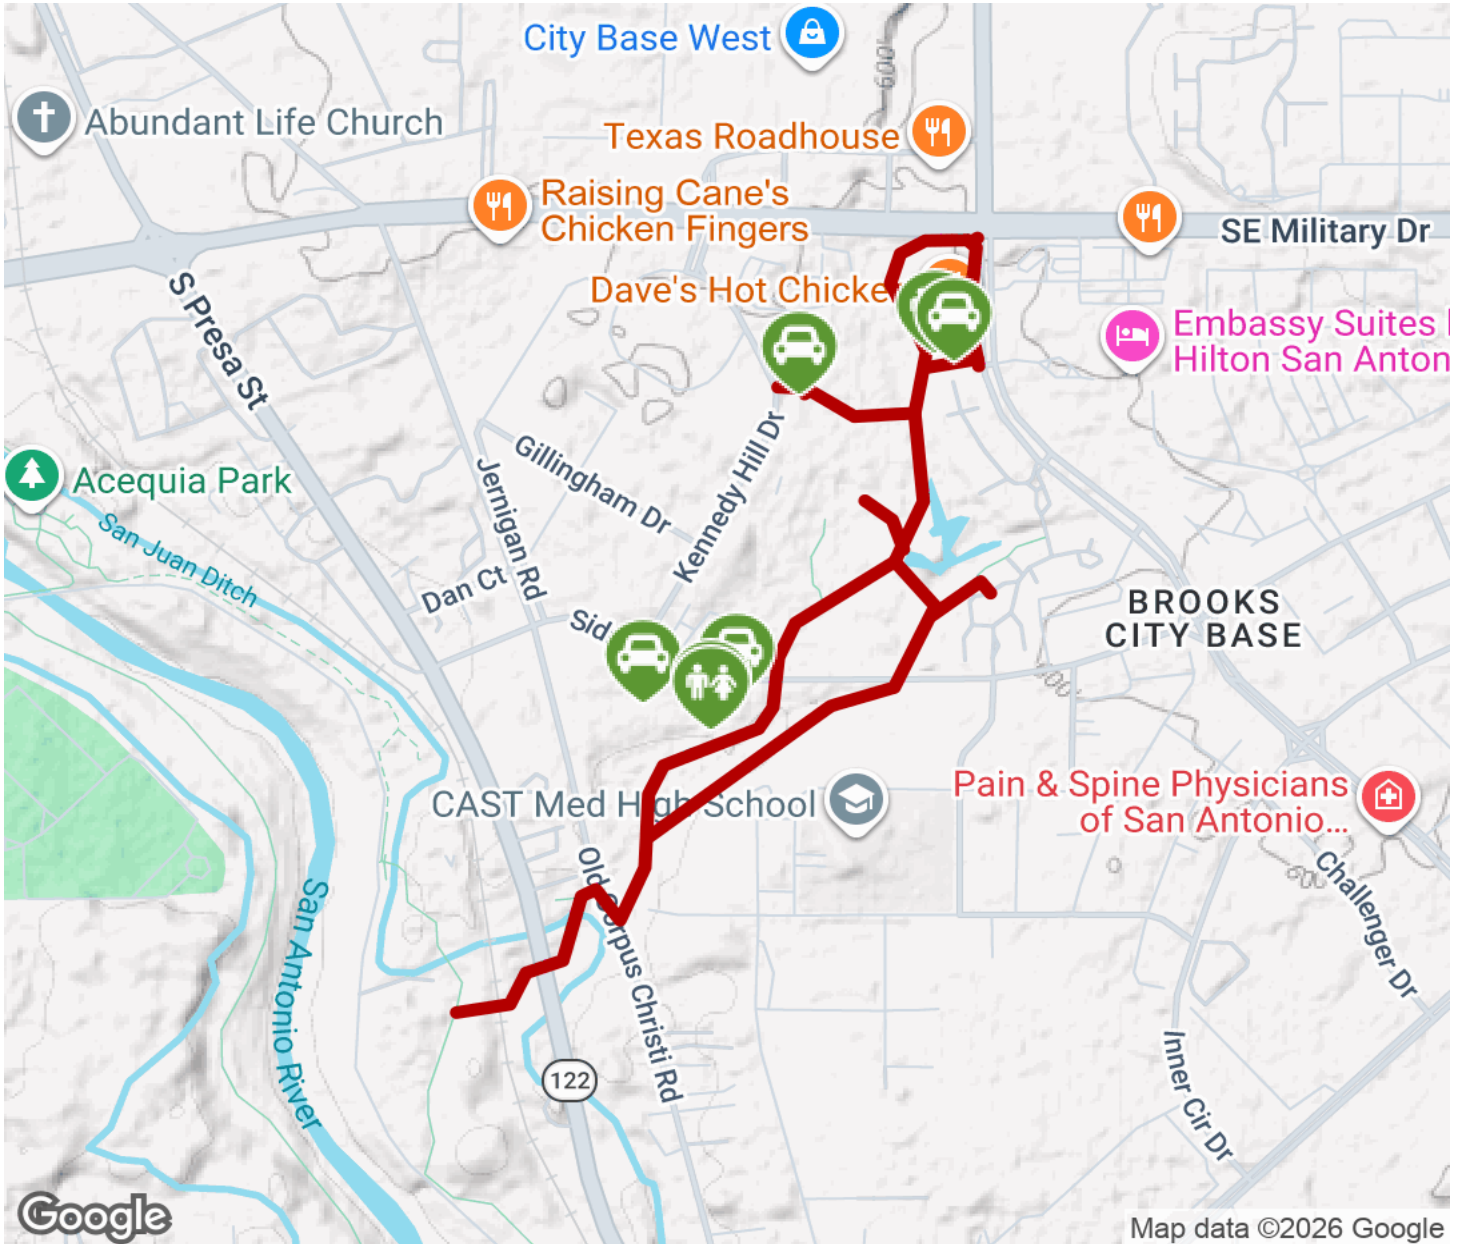 City Base West
600
Abundant Life Church
Texas Roadhouse
Raising Cane's
Chicken Fingers
SE Military Dr
Dave's Hot Chicke
S Presa St
Embassy Suites
Hilton San Anton
Acequia Park
Gillingham Dr
Kennedy Hill Dr
Jernigan Rd
San Juan Ditch
Dan Ct
Sid
BROOKS
CITY BASE
600
CAST Med High School
Pain & Spine Physicians
of San Antonio...
Old Corpus Christi Rd
San Antonio River
Challenger Dr
Inner Cir Dr
122
Google
Map data ©2026 Google